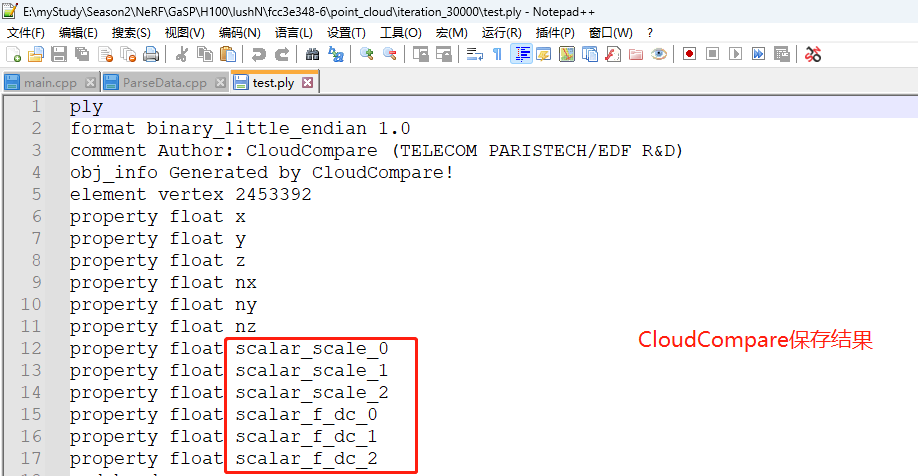 E:\myStudy\Season2\NeRF\GaSP\H100\lushN\fcc3e348-6\point_cloud\iteration_30000\test.ply - Notepad++
文件(F) 编辑(E) 搜索(S) 视图(V) 编码(N) 语言(L) 设置(T) 工具(O) 宏(M) 运行(R) 插件(P) 窗口(W) ?
main.cpp ParseData.cpp test.ply
1 ply
2 format binary_little_endian 1.0
3 comment Author: CloudCompare (TELECOM PARISTECH/EDF R&D)
4 obj_info Generated by CloudCompare!
5 element vertex 2453392
6 property float x
7 property float y
8 property float z
9 property float nx
10 property float ny
11 property float nz
12 property float scalar_scale_0
13 property float scalar_scale_1
14 property float scalar_scale_2
15 property float scalar_f_dc_0
16 property float scalar_f_dc_1
17 property float scalar_f_dc_2
CloudCompare保存结果